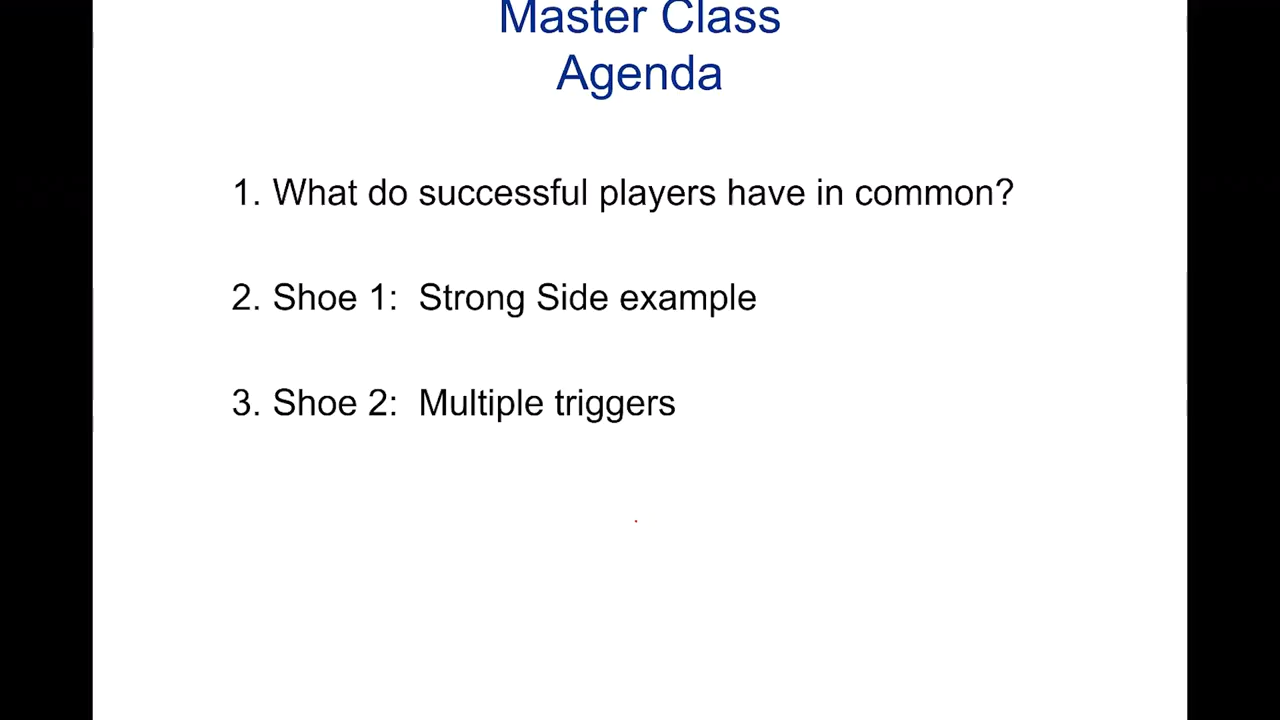 Master Class
Agenda
1. What do successful players have in common?
2. Shoe 1: Strong Side example
3. Shoe 2: Multiple triggers